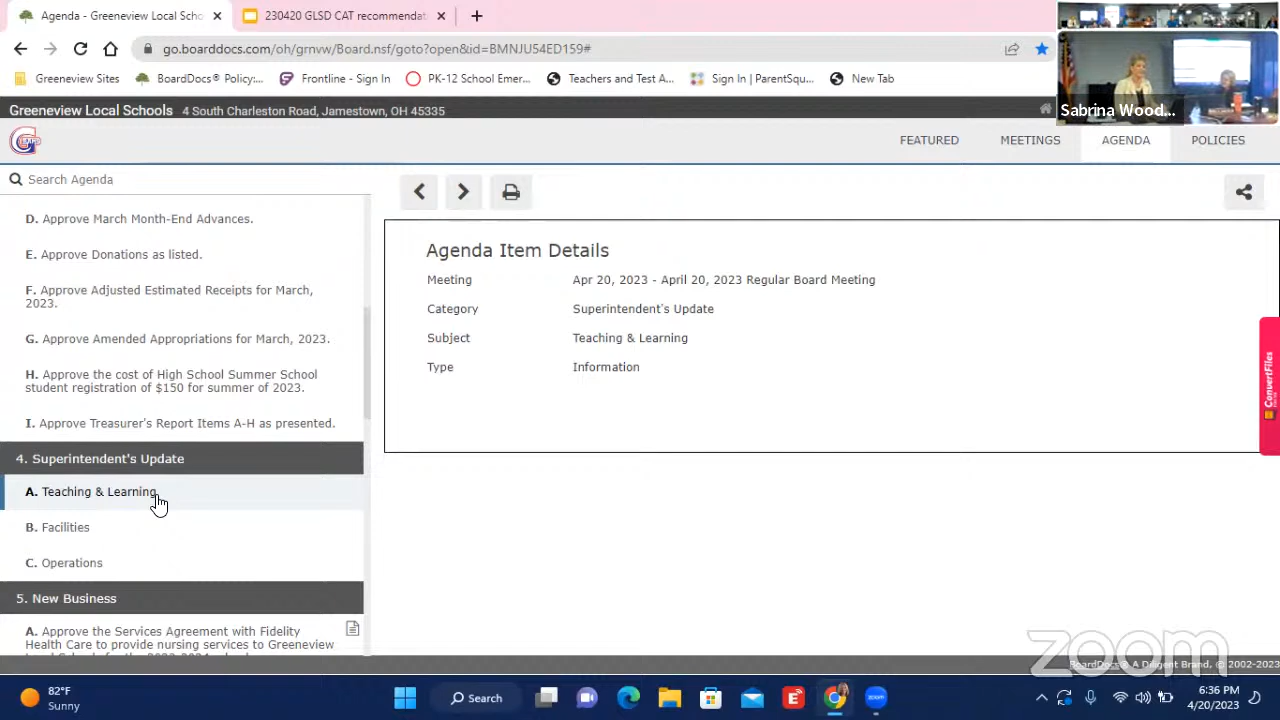 Agenda - Greeneview Local Scho
230420 GLSD CAT recommendat
go.boarddocs.com/oh/grnvw/Board.nsf/goto?open&id=BMNJU54ED159#
Greeneview Sites
BoardDocs® Policy:...
Frontline - Sign In
PK-12 School Emer...
Teachers and Test A...
Sign In | ParentSqu...
New Tab
Sabrina Wood...
Greeneview Local Schools 4 South Charleston Road, Jamestown, OH 45335
FEATURED
MEETINGS
AGENDA
POLICIES
Search Agenda
D. Approve March Month-End Advances.
E. Approve Donations as listed.
F. Approve Adjusted Estimated Receipts for March,
2023.
G. Approve Amended Appropriations for March, 2023.
H. Approve the cost of High School Summer School
student registration of $150 for summer of 2023.
I. Approve Treasurer's Report Items A-H as presented.
4. Superintendent's Update
A. Teaching & Learning
B. Facilities
C. Operations
5. New Business
A. Approve the Services Agreement with Fidelity
Health Care to provide nursing services to Greeneview
Agenda Item Details
Meeting Apr 20, 2023 - April 20, 2023 Regular Board Meeting
Category Superintendent's Update
Subject Teaching & Learning
Type Information
ConvertFiles
zoom
BoardDocs® A Diligent Brand, © 2002-2023
82°F
Sunny
Search
6:36 PM
4/20/2023